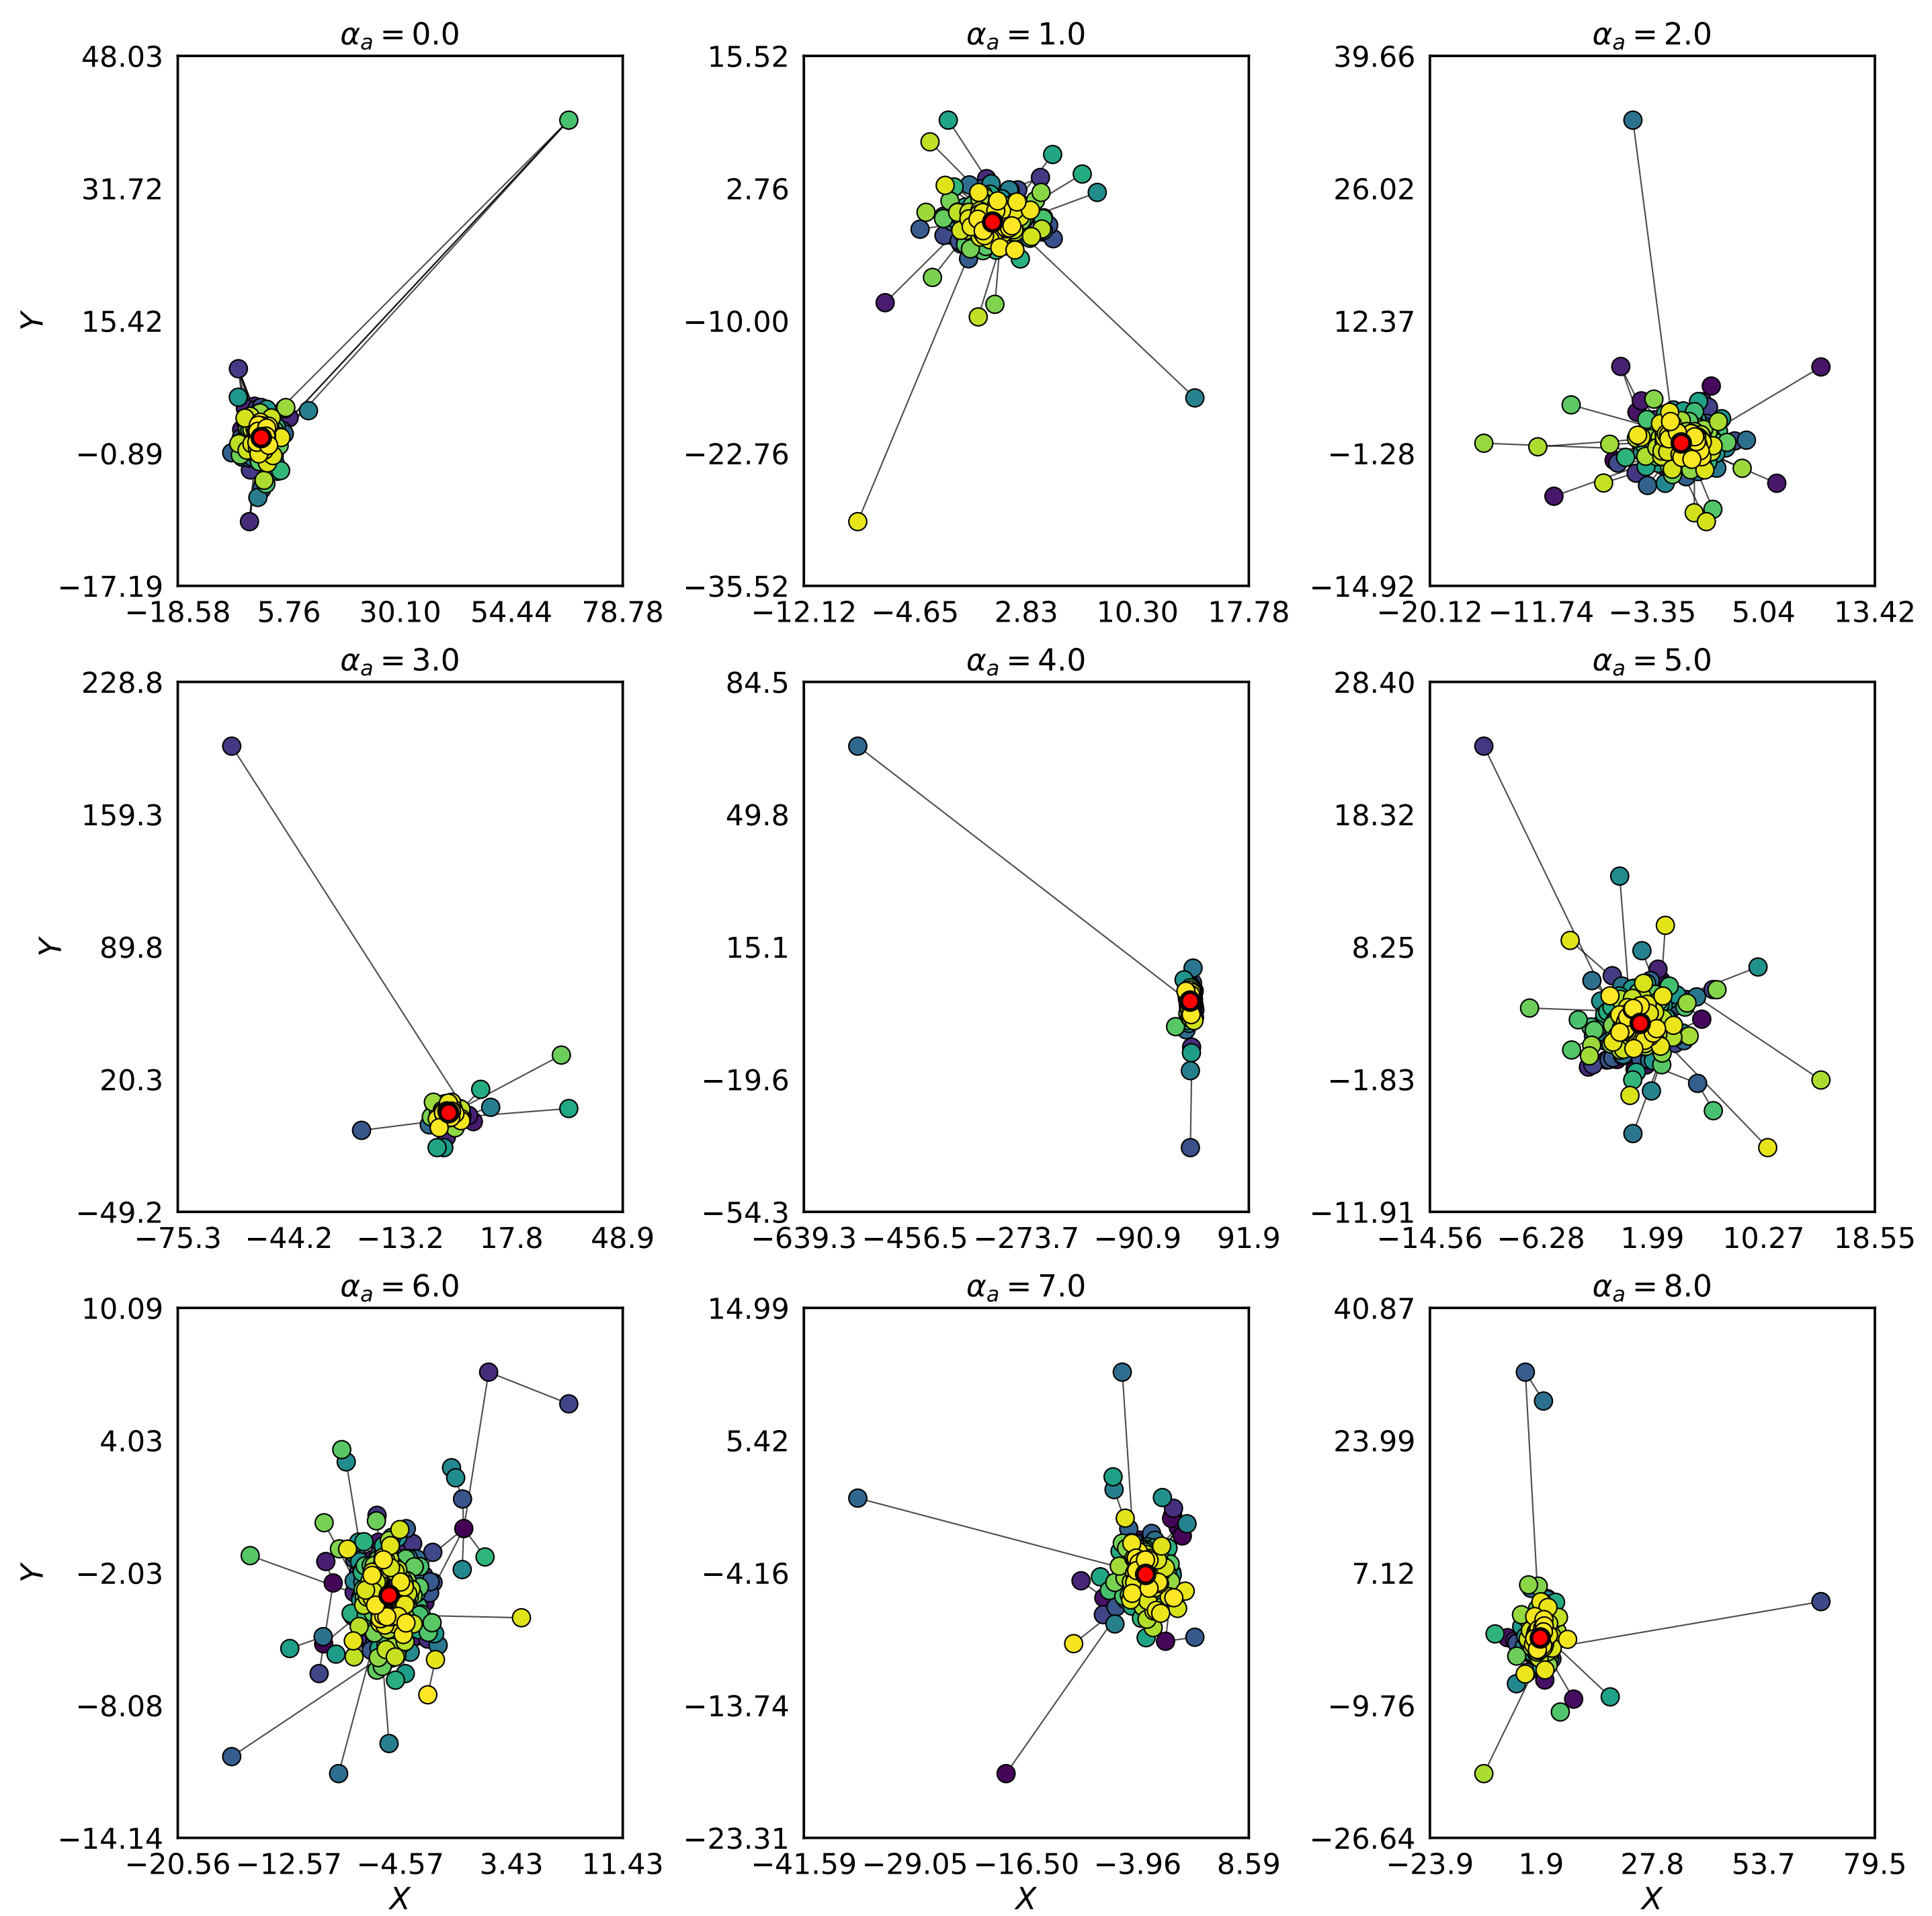 αa = 0.0 αa = 1.0 αa = 2.0
48.03 15.52 39.66
31.72 2.76 26.02
Y 15.42 −10.00 12.37
−0.89 −22.76 −1.28
−17.19 −35.52 −14.92
−18.58 5.76 30.10 54.44 78.78 −12.12 −4.65 2.83 10.30 17.78 −20.12 −11.74 −3.35 5.04 13.42
αa = 3.0 αa = 4.0 αa = 5.0
228.8 84.5 28.40
159.3 49.8 18.32
Y 89.8 15.1 8.25
20.3 −19.6 −1.83
−49.2 −54.3 −11.91
−75.3 −44.2 −13.2 17.8 48.9 −639.3 −456.5 −273.7 −90.9 91.9 −14.56 −6.28 1.99 10.27 18.55
αa = 6.0 αa = 7.0 αa = 8.0
10.09 14.99 40.87
4.03 5.42 23.99
Y −2.03 −4.16 7.12
−8.08 −13.74 −9.76
−14.14 −23.31 −26.64
−20.56 −12.57 −4.57 3.43 11.43 −41.59 −29.05 −16.50 −3.96 8.59 −23.9 1.9 27.8 53.7 79.5
X X X